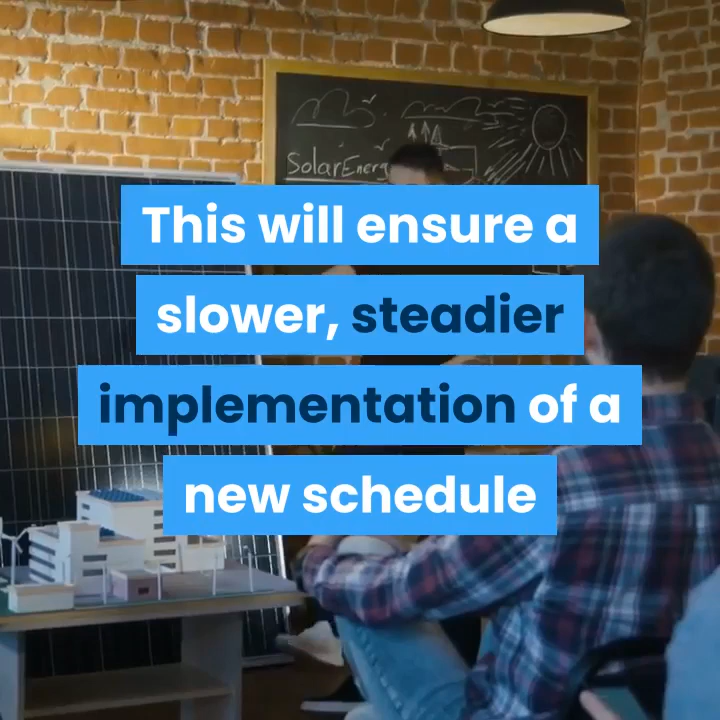 SolarEnerg
This will ensure a
slower, steadier
implementation of a
new schedule